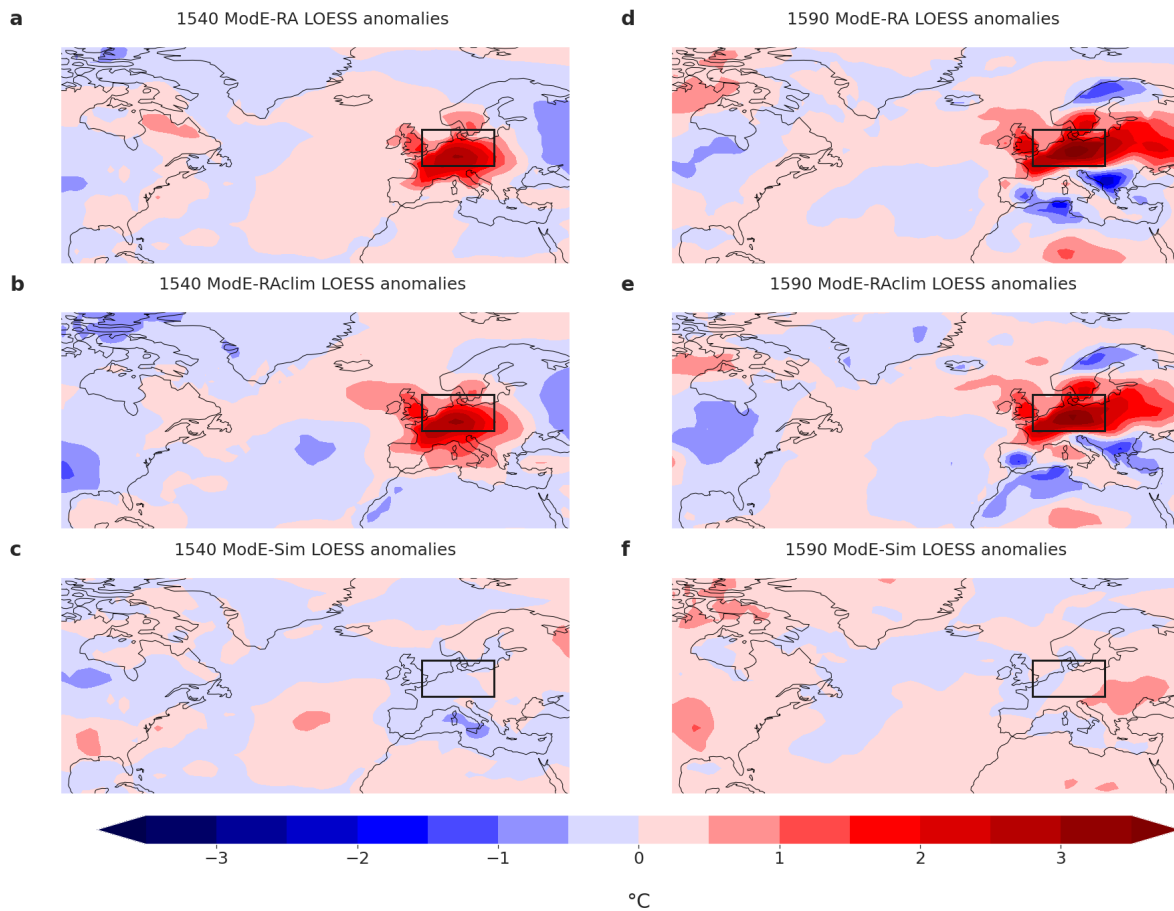 a 1540 ModE-RA LOESS anomalies
d 1590 ModE-RA LOESS anomalies
b 1540 ModE-RAclim LOESS anomalies
e 1590 ModE-RAclim LOESS anomalies
c 1540 ModE-Sim LOESS anomalies
f 1590 ModE-Sim LOESS anomalies
−3 −2 −1 0 1 2 3
°C